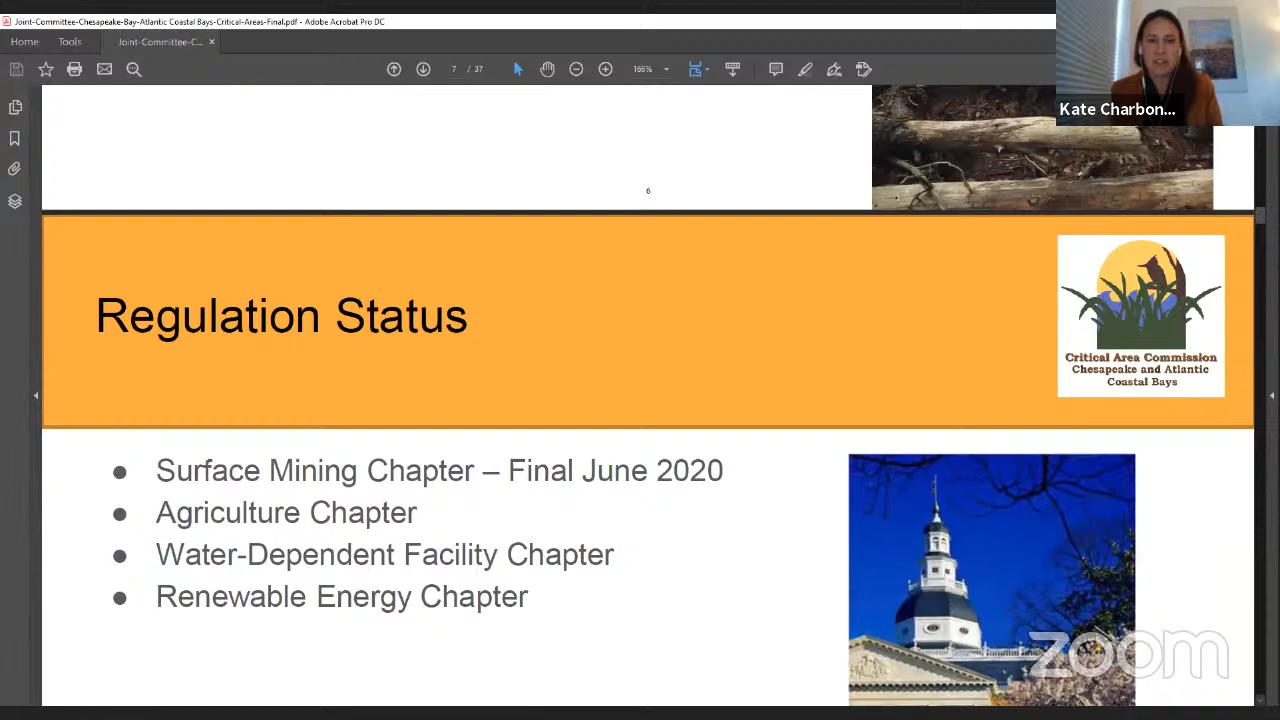 Joint-Committee-Chesapeake-Bay-Atlantic Coastal Bays-Critical-Areas-Final.pdf - Adobe Acrobat Pro DC
Home
Tools
Joint-Committee-C...
7 / 37
166%
Kate Charbon...
6
Regulation Status
Critical Area Commission
Chesapeake and Atlantic
Coastal Bays
● Surface Mining Chapter – Final June 2020
● Agriculture Chapter
● Water-Dependent Facility Chapter
● Renewable Energy Chapter
zoom